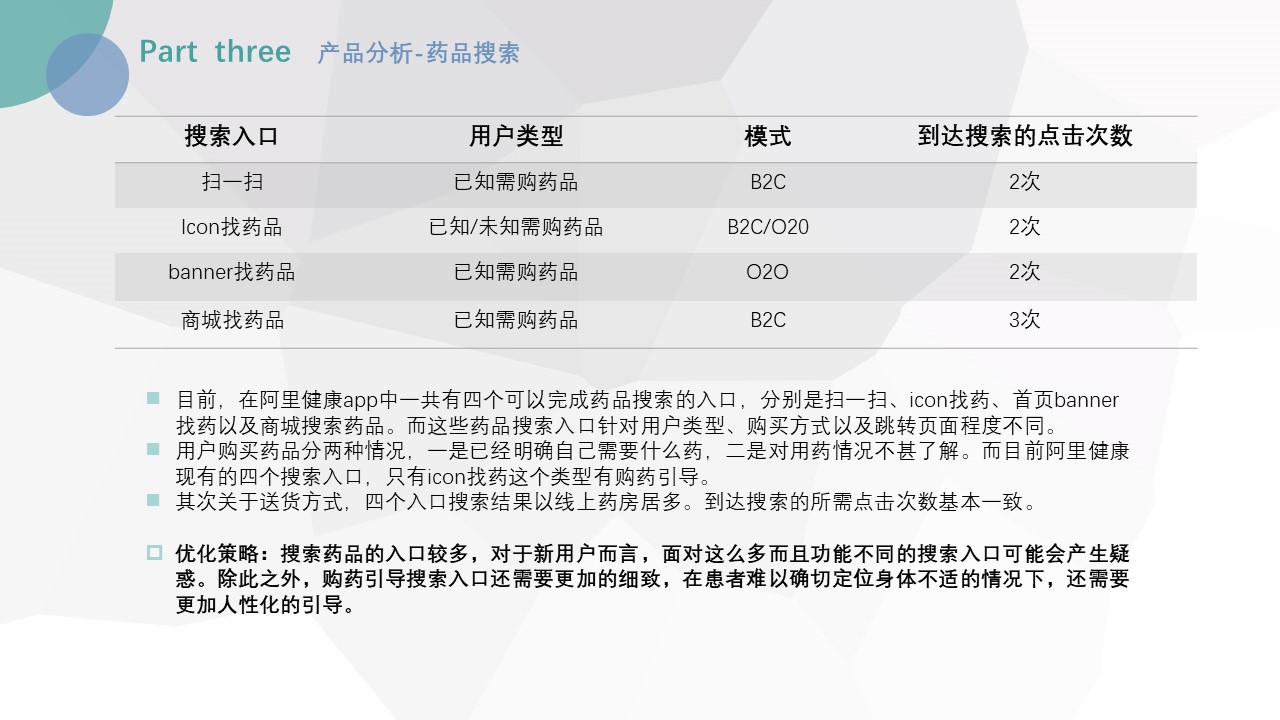 Part three 产品分析-药品搜索
搜索入口 用户类型 模式 到达搜索的点击次数
扫一扫 已知需购药品 B2C 2次
Icon找药品 已知/未知需购药品 B2C/O20 2次
banner找药品 已知需购药品 O2O 2次
商城找药品 已知需购药品 B2C 3次
目前，在阿里健康app中一共有四个可以完成药品搜索的入口，分别是扫一扫、icon找药、首页banner
找药以及商城搜索药品。而这些药品搜索入口针对用户类型、购买方式以及跳转页面程度不同。
用户购买药品分两种情况，一是已经明确自己需要什么药，二是对用药情况不甚了解。而目前阿里健康
现有的四个搜索入口，只有icon找药这个类型有购药引导。
其次关于送货方式，四个入口搜索结果以线上药房居多。到达搜索的所需点击次数基本一致。
优化策略：搜索药品的入口较多，对于新用户而言，面对这么多而且功能不同的搜索入口可能会产生疑
惑。除此之外，购药引导搜索入口还需要更加的细致，在患者难以确切定位身体不适的情况下，还需要
更加人性化的引导。